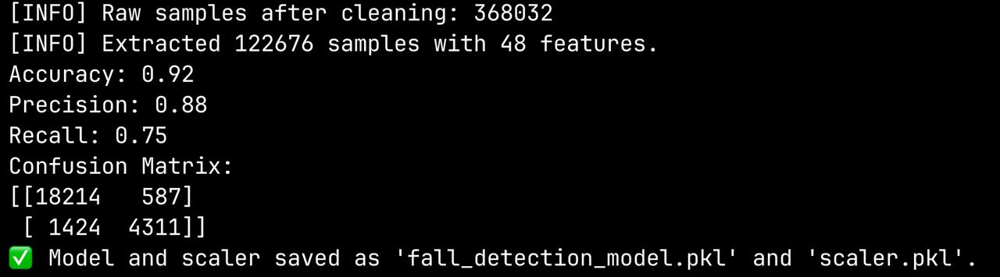 [INFO] Raw samples after cleaning: 368032
[INFO] Extracted 122676 samples with 48 features.
Accuracy: 0.92
Precision: 0.88
Recall: 0.75
Confusion Matrix:
[[18214   587]
 [ 1424  4311]]
✅ Model and scaler saved as 'fall_detection_model.pkl' and 'scaler.pkl'.